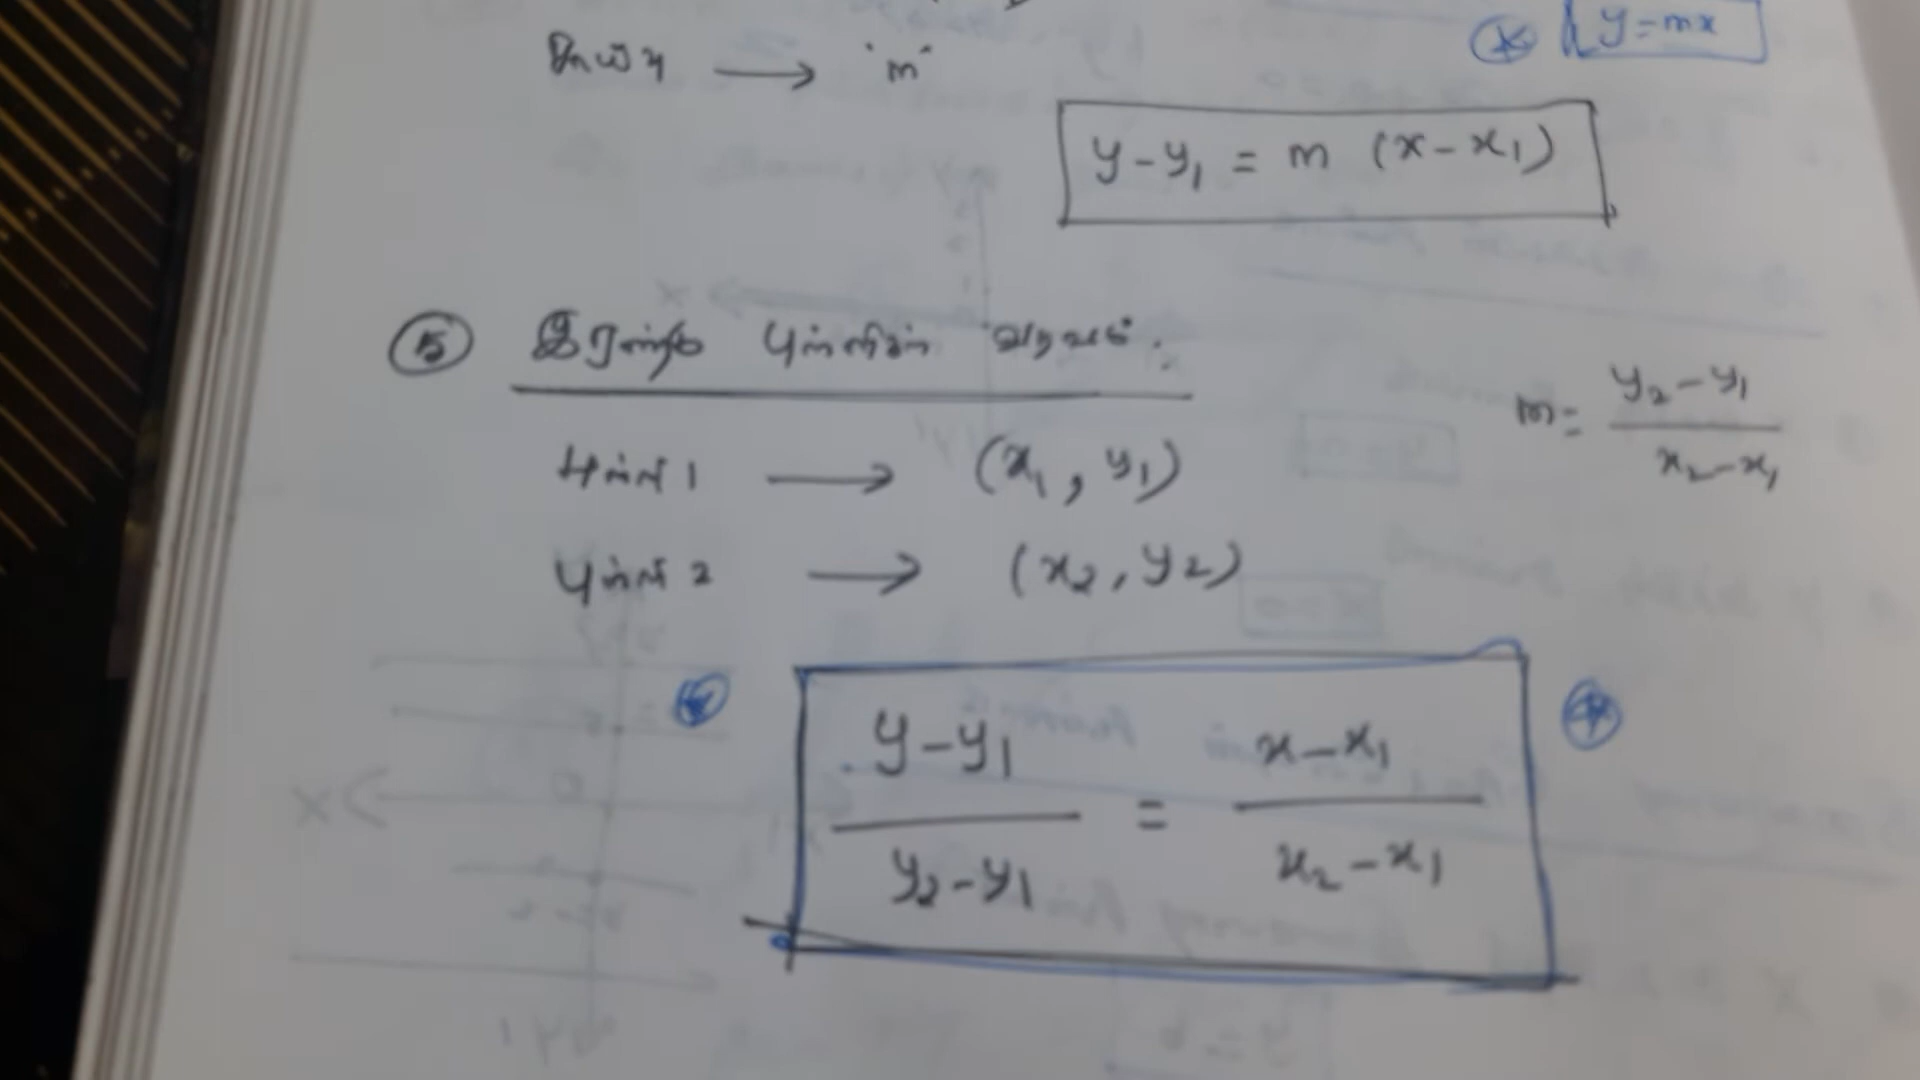 y = mx
சாய்வு → 'm'
y - y₁ = m (x - x₁)
⑤ இரண்டு புள்ளிகள் வடிவம்.
புள்ளி 1 → (x₁, y₁)
m = (y₂ - y₁) / (x₂ - x₁)
புள்ளி 2 → (x₂, y₂)
(y - y₁) / (y₂ - y₁) = (x - x₁) / (x₂ - x₁)